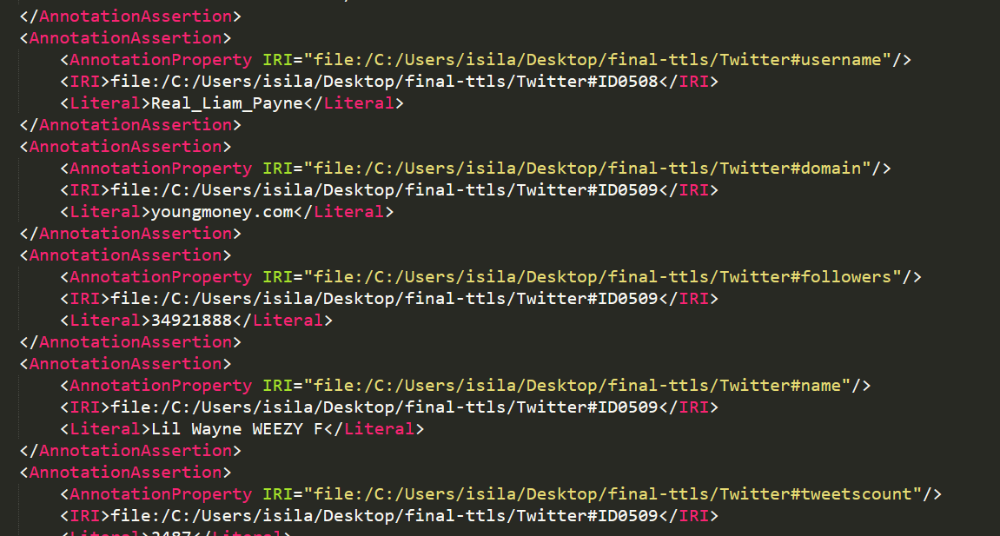 </AnnotationAssertion>
<AnnotationAssertion>
<AnnotationProperty IRI="file:/C:/Users/isila/Desktop/final-ttls/Twitter#username"/>
<IRI>file:/C:/Users/isila/Desktop/final-ttls/Twitter#ID0508</IRI>
<Literal>Real_Liam_Payne</Literal>
</AnnotationAssertion>
<AnnotationAssertion>
<AnnotationProperty IRI="file:/C:/Users/isila/Desktop/final-ttls/Twitter#domain"/>
<IRI>file:/C:/Users/isila/Desktop/final-ttls/Twitter#ID0509</IRI>
<Literal>youngmoney.com</Literal>
</AnnotationAssertion>
<AnnotationAssertion>
<AnnotationProperty IRI="file:/C:/Users/isila/Desktop/final-ttls/Twitter#followers"/>
<IRI>file:/C:/Users/isila/Desktop/final-ttls/Twitter#ID0509</IRI>
<Literal>34921888</Literal>
</AnnotationAssertion>
<AnnotationAssertion>
<AnnotationProperty IRI="file:/C:/Users/isila/Desktop/final-ttls/Twitter#name"/>
<IRI>file:/C:/Users/isila/Desktop/final-ttls/Twitter#ID0509</IRI>
<Literal>Lil Wayne WEEZY F</Literal>
</AnnotationAssertion>
<AnnotationAssertion>
<AnnotationProperty IRI="file:/C:/Users/isila/Desktop/final-ttls/Twitter#tweetscount"/>
<IRI>file:/C:/Users/isila/Desktop/final-ttls/Twitter#ID0509</IRI>